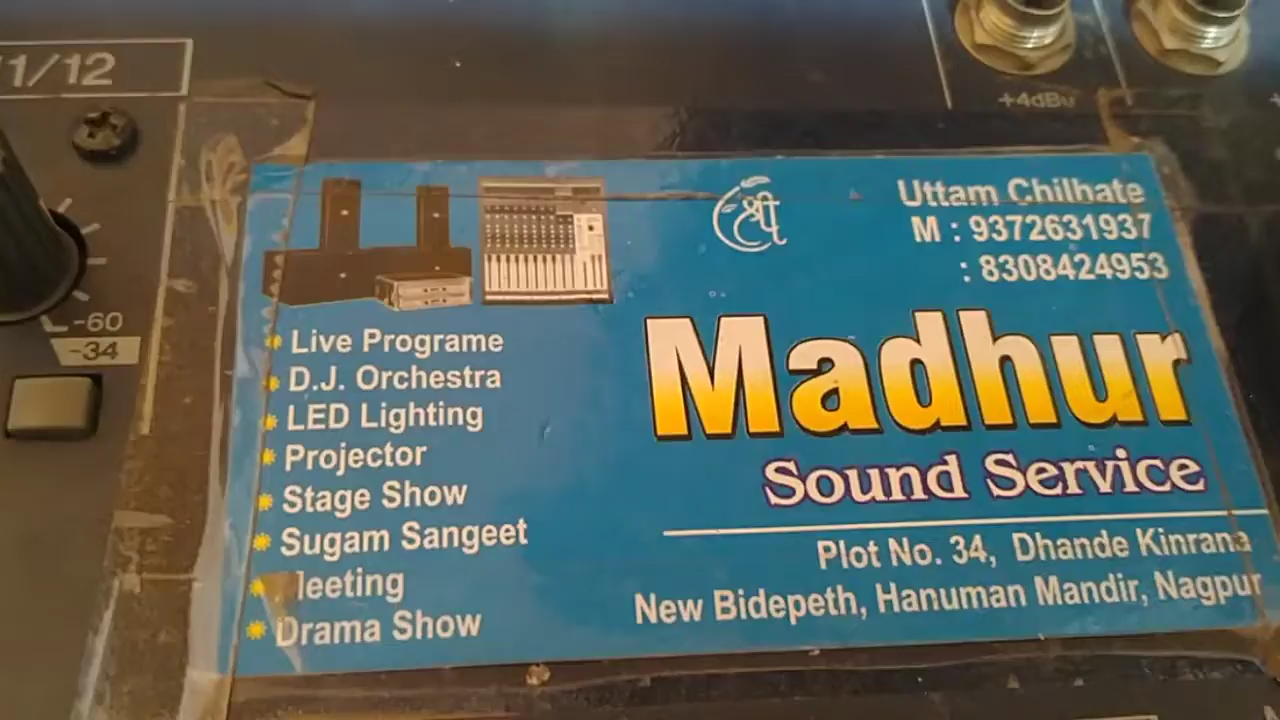 11/12
+4dBu
-60
-34
श्री
Uttam Chilhate
M : 9372631937
: 8308424953
Live Programe
D.J. Orchestra
LED Lighting
Projector
Stage Show
Sugam Sangeet
Meeting
Drama Show
Madhur
Sound Service
Plot No. 34, Dhande Kinrana
New Bidepeth, Hanuman Mandir, Nagpur